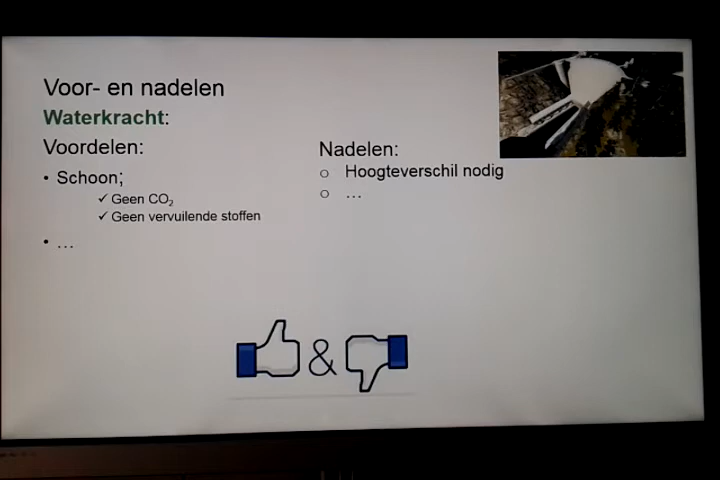 Voor- en nadelen
Waterkracht:
Voordelen:
• Schoon;
✓ Geen CO₂
✓ Geen vervuilende stoffen
• ...
Nadelen:
o Hoogteverschil nodig
o ...
&